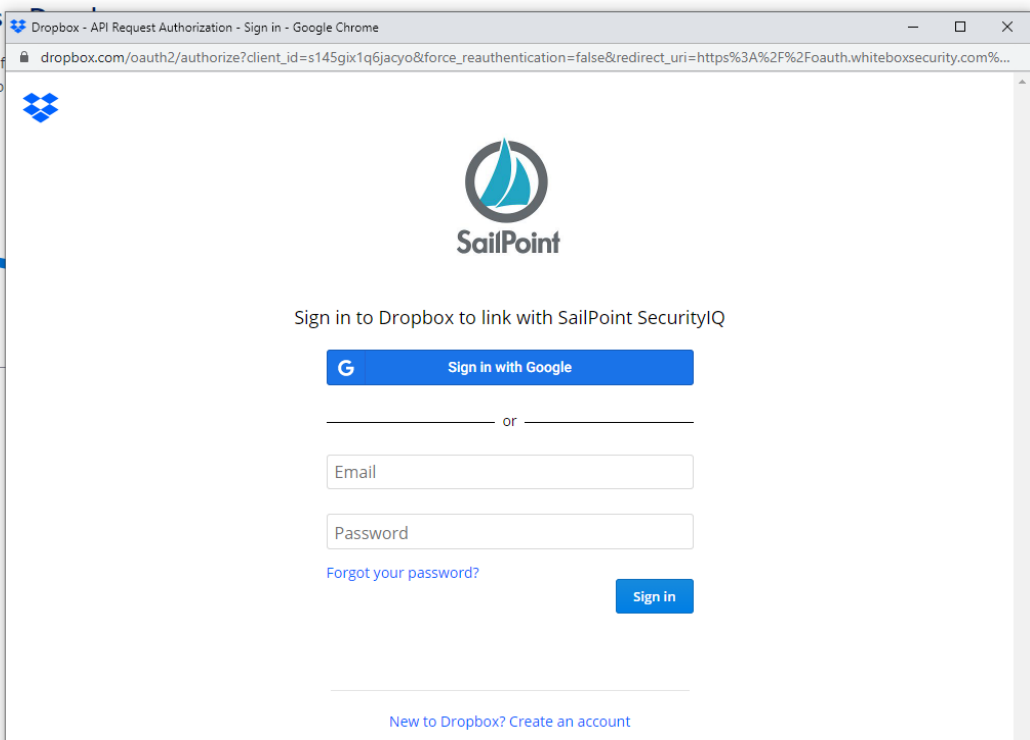 Dropbox - API Request Authorization - Sign in - Google Chrome
dropbox.com/oauth2/authorize?client_id=s145gix1q6jacyo&force_reauthentication=false&redirect_uri=https%3A%2F%2Foauth.whiteboxsecurity.com%...
SailPoint
Sign in to Dropbox to link with SailPoint SecurityIQ
G
Sign in with Google
or
Email
Password
Forgot your password?
Sign in
New to Dropbox? Create an account